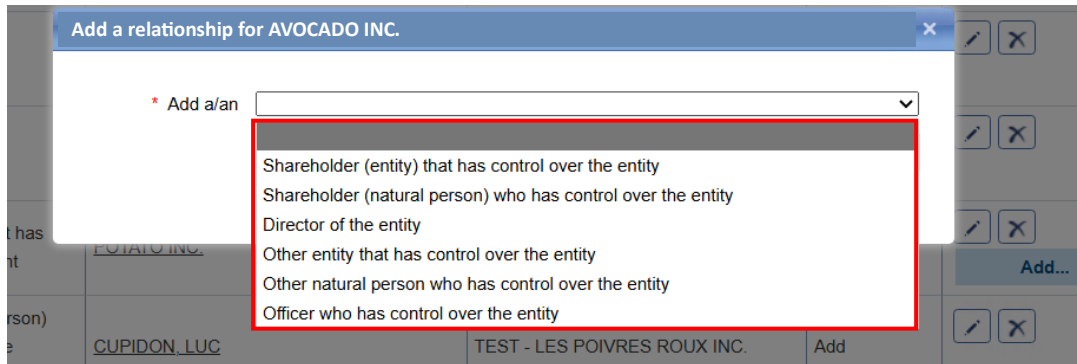 Add a relationship for AVOCADO INC. ×
* Add a/an
Shareholder (entity) that has control over the entity
Shareholder (natural person) who has control over the entity
Director of the entity
t has
POTATO INC.
Other entity that has control over the entity
nt
Add...
Other natural person who has control over the entity
Officer who has control over the entity
rson)
e
CUPIDON, LUC
TEST - LES POIVRES ROUX INC.
Add